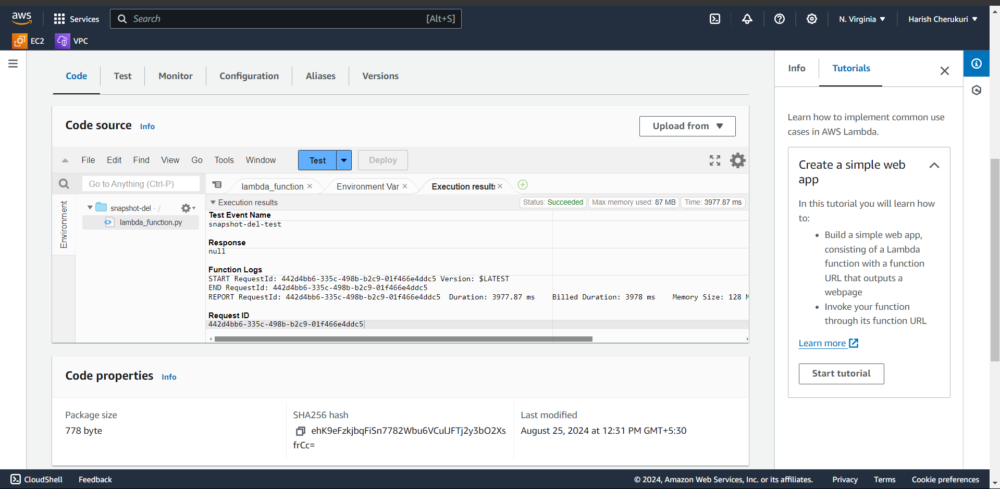 aws
Services
Search
[Alt+S]
N. Virginia
Harish Cherukuri
EC2
VPC
Code
Test
Monitor
Configuration
Aliases
Versions
Info
Tutorials
Code source
Info
Upload from
File
Edit
Find
View
Go
Tools
Window
Test
Deploy
Go to Anything (Ctrl-P)
lambda_function.
Environment Var
Execution results
Environment
snapshot-del - /
lambda_function.py
Execution results
Status: Succeeded
Max memory used: 87 MB
Time: 3977.87 ms
Test Event Name
snapshot-del-test
Response
null
Function Logs
START RequestId: 442d4bb6-335c-498b-b2c9-01f466e4ddc5 Version: $LATEST
END RequestId: 442d4bb6-335c-498b-b2c9-01f466e4ddc5
REPORT RequestId: 442d4bb6-335c-498b-b2c9-01f466e4ddc5 Duration: 3977.87 ms Billed Duration: 3978 ms Memory Size: 128 M
Request ID
442d4bb6-335c-498b-b2c9-01f466e4ddc5
Learn how to implement common use
cases in AWS Lambda.
Create a simple web
app
In this tutorial you will learn how
to:
• Build a simple web app,
consisting of a Lambda
function with a function
URL that outputs a
webpage
• Invoke your function
through its function URL
Learn more
Start tutorial
Code properties
Info
Package size
778 byte
SHA256 hash
ehK9eFzkjbqFiSn7782Wbu6VCulJFTj2y3bO2Xs
frCc=
Last modified
August 25, 2024 at 12:31 PM GMT+5:30
CloudShell
Feedback
© 2024, Amazon Web Services, Inc. or its affiliates.
Privacy
Terms
Cookie preferences